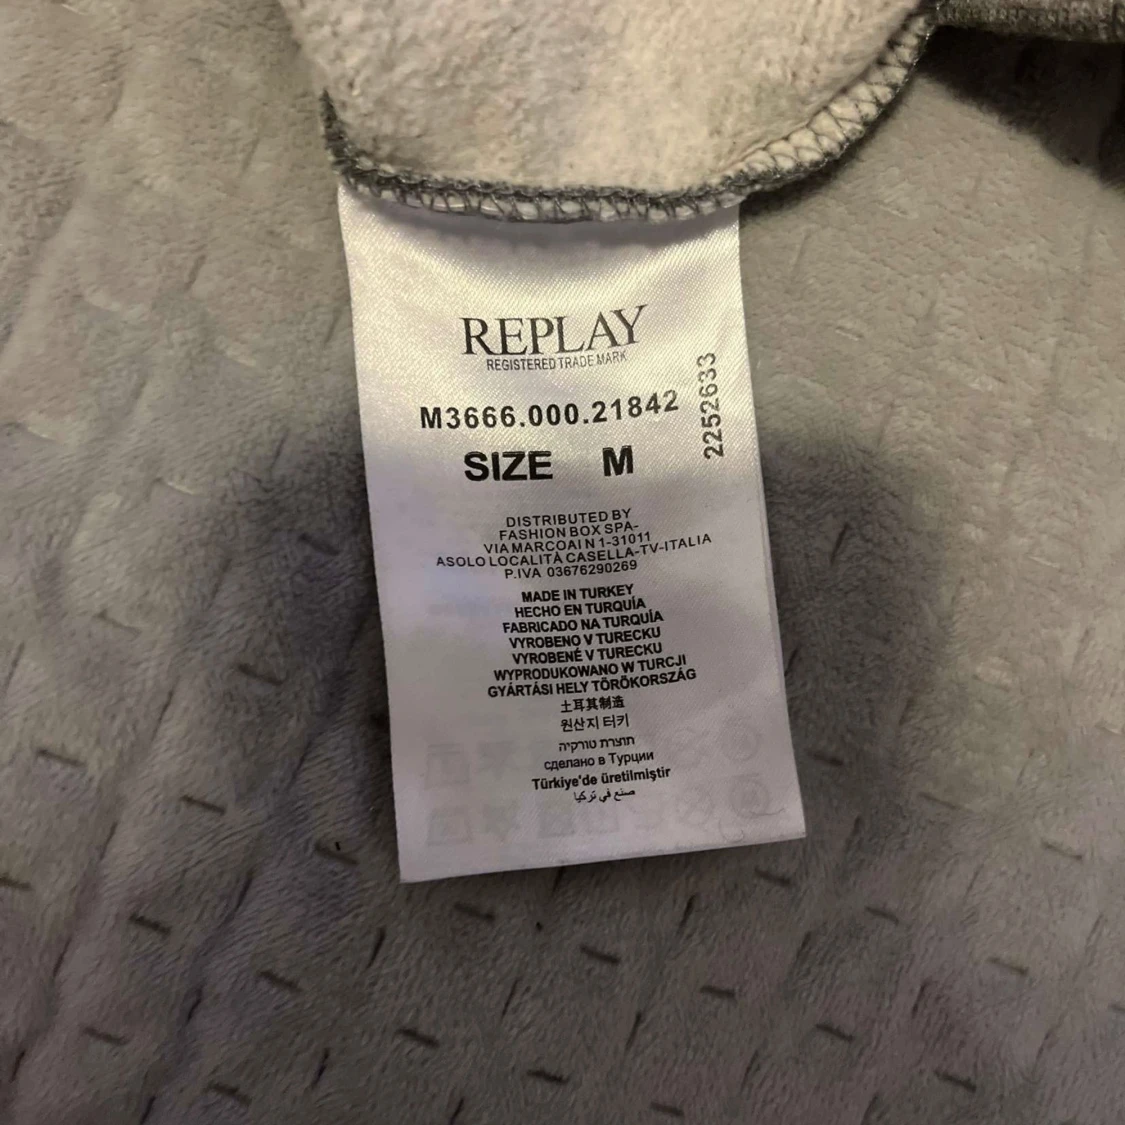 REPLAY
REGISTERED TRADE MARK
M3666.000.21842
2252633
SIZE M
DISTRIBUTED BY
FASHION BOX SPA-
VIA MARCOAI N 1-31011
ASOLO LOCALITÀ CASELLA-TV-ITALIA
P.IVA 03676290269
MADE IN TURKEY
HECHO EN TURQUÍA
FABRICADO NA TURQUÍA
VYROBENO V TURECKU
VYROBENÉ V TURECKU
WYPRODUKOWANO W TURCJI
GYÁRTÁSI HELY TÖRÖKORSZÁG
土耳其制造
원산지 터키
תוצרת טורקיה
сделано в Турции
Türkiye'de üretilmiştir
صنع في تركيا